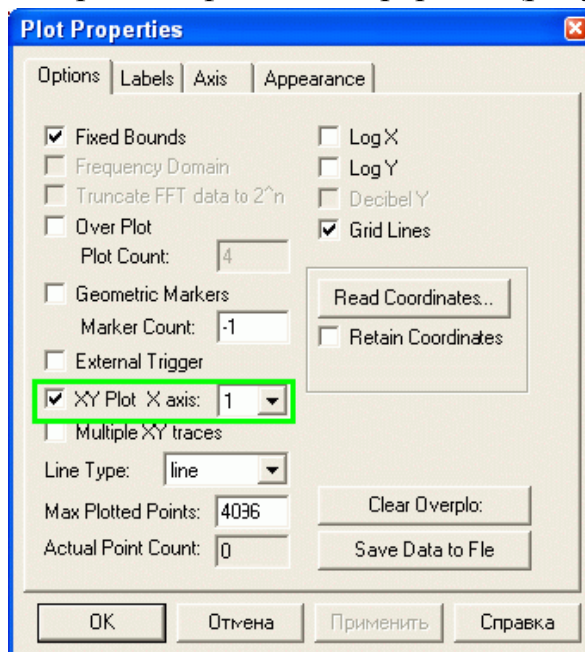 Plot Properties
Options Labels Axis Appearance
Fixed Bounds
Frequency Domain
Truncate FFT data to 2^n
Over Plot
Plot Count: 4
Geometric Markers
Marker Count: -1
External Trigger
XY Plot X axis: 1
Multiple XY traces
Line Type: line
Max Plotted Points: 4096
Actual Point Count: 0
Log X
Log Y
Decibel Y
Grid Lines
Read Coordinates...
Retain Coordinates
Clear Overplo:
Save Data to Fle
OK Отмена Применить Справка